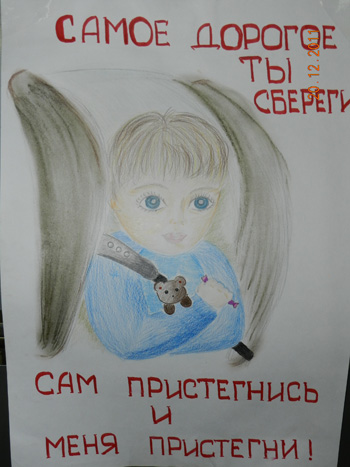 САМОЕ ДОРОГОЕ
ТЫ
СБЕРЕГИ
САМ ПРИСТЕГНИСЬ
И
МЕНЯ ПРИСТЕГНИ!